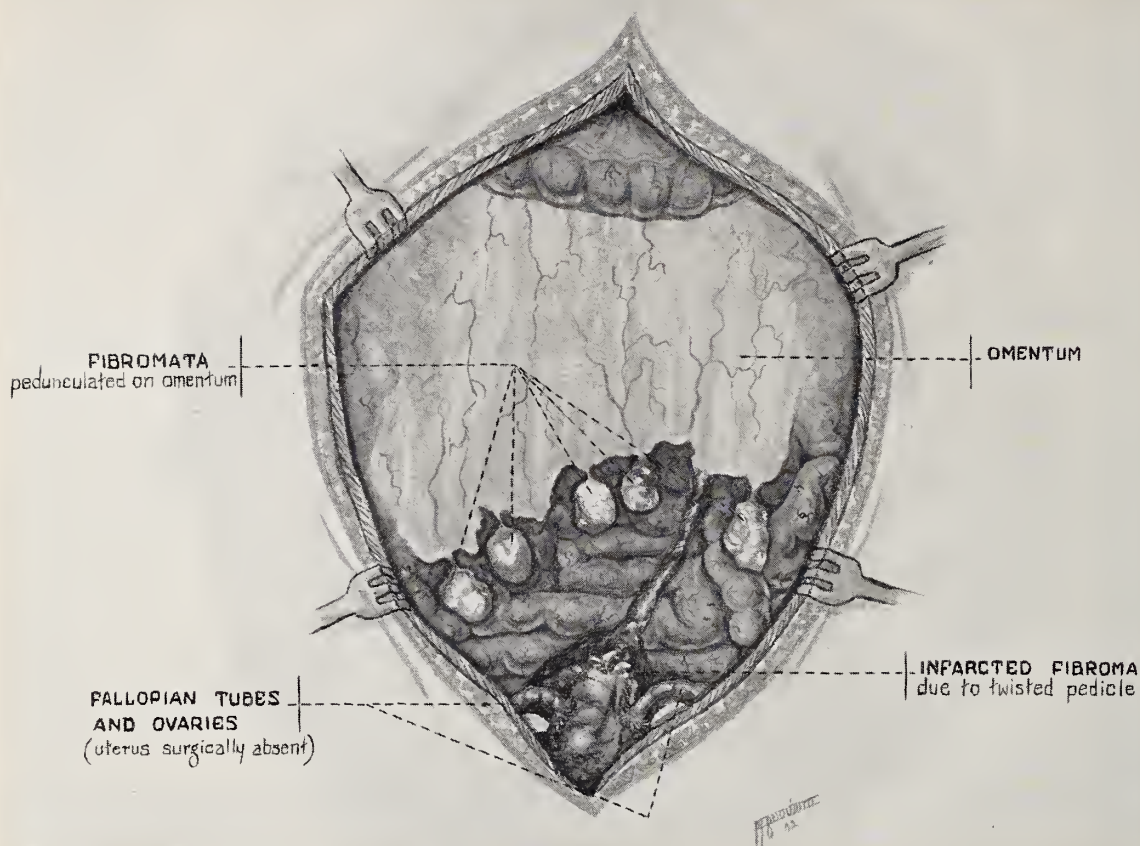 FIBROMATA
pedunculated on omentum
OMENTUM
INFARCTED FIBROMA
due to twisted pedicle
FALLOPIAN TUBES
AND OVARIES
(uterus surgically absent)